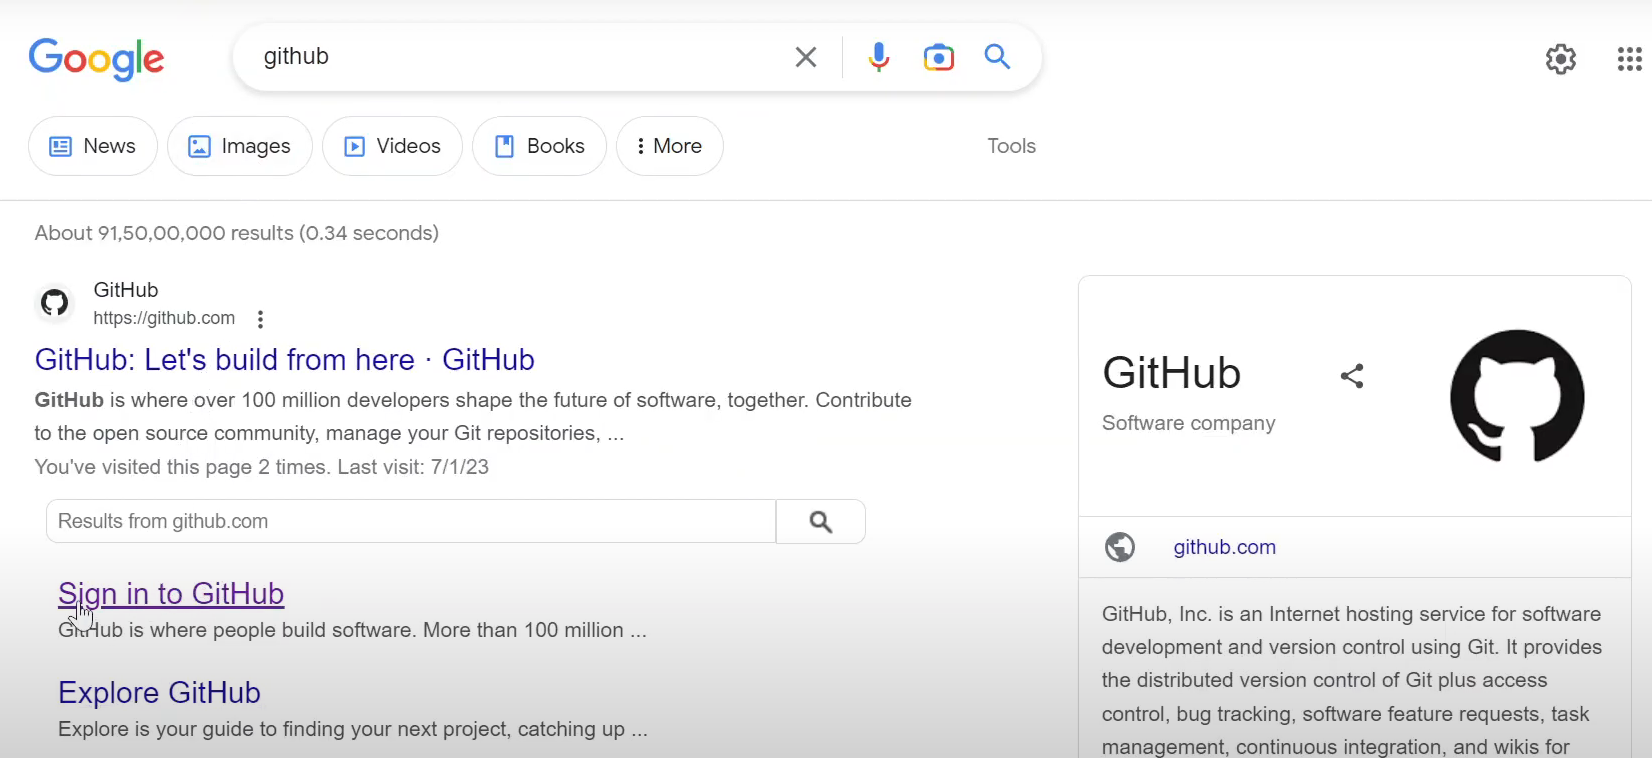 Google
github
News
Images
Videos
Books
More
Tools
About 91,50,00,000 results (0.34 seconds)
GitHub
https://github.com
GitHub: Let's build from here · GitHub
GitHub is where over 100 million developers shape the future of software, together. Contribute
to the open source community, manage your Git repositories, ...
You've visited this page 2 times. Last visit: 7/1/23
Results from github.com
Sign in to GitHub
GitHub is where people build software. More than 100 million ...
Explore GitHub
Explore is your guide to finding your next project, catching up ...
GitHub
Software company
github.com
GitHub, Inc. is an Internet hosting service for software
development and version control using Git. It provides
the distributed version control of Git plus access
control, bug tracking, software feature requests, task
management, continuous integration, and wikis for